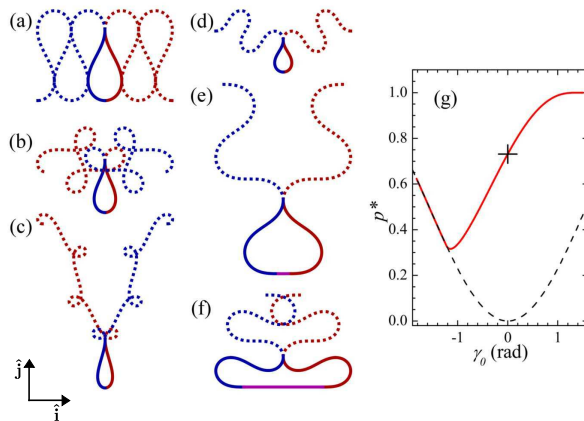 (a)
(b)
(c)
ĵ
î
(d)
(e)
(f)
(g)
p*
1.0
0.8
0.6
0.4
0.2
0.0
-1 0 1
γ₀ (rad)